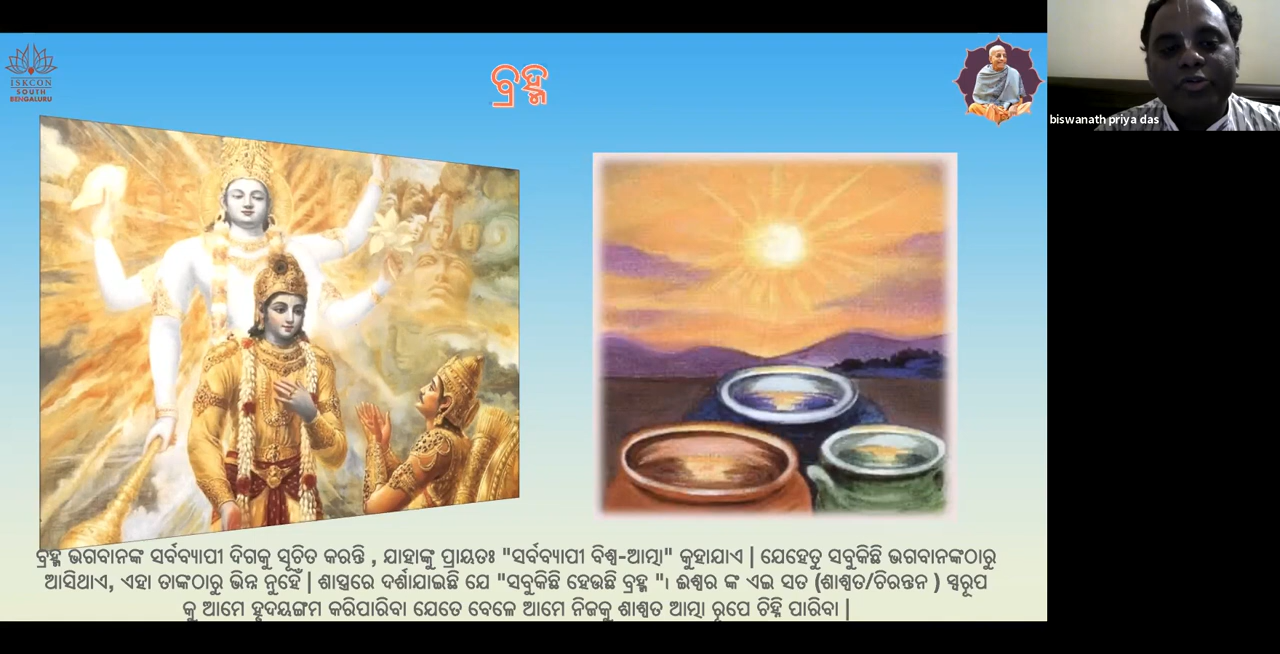 ISKCON
SOUTH
BENGALURU
ବ୍ରହ୍ମ
biswanath priya das
ବ୍ରହ୍ମ ଭଗବାନଙ୍କ ସର୍ବବ୍ୟାପୀ ଦିଗକୁ ସୂଚିତ କରନ୍ତି , ଯାହାଙ୍କୁ ପ୍ରାୟତଃ "ସର୍ବବ୍ୟାପୀ ବିଶ୍ୱ-ଆତ୍ମା" କୁହାଯାଏ | ଯେହେତୁ ସବୁକିଛି ଭଗବାନଙ୍କଠାରୁ
ଆସିଥାଏ, ଏହା ତାଙ୍କଠାରୁ ଭିନ୍ନ ନୁହେଁ | ଶାସ୍ତ୍ରରେ ଦର୍ଶାଯାଇଛି ଯେ "ସବୁକିଛି ହେଉଛି ବ୍ରହ୍ମ "। ଈଶ୍ୱର ଙ୍କ ଏଇ ସତ (ଶାଶ୍ୱତ/ଚିରନ୍ତନ ) ସ୍ୱରୂପ
କୁ ଆମେ ହୃଦୟଙ୍ଗମ କରିପାରିବା ଯେତେ ବେଳେ ଆମେ ନିଜକୁ ଶାଶ୍ୱତ ଆତ୍ମା ରୂପେ ଚିହ୍ନି ପାରିବା |